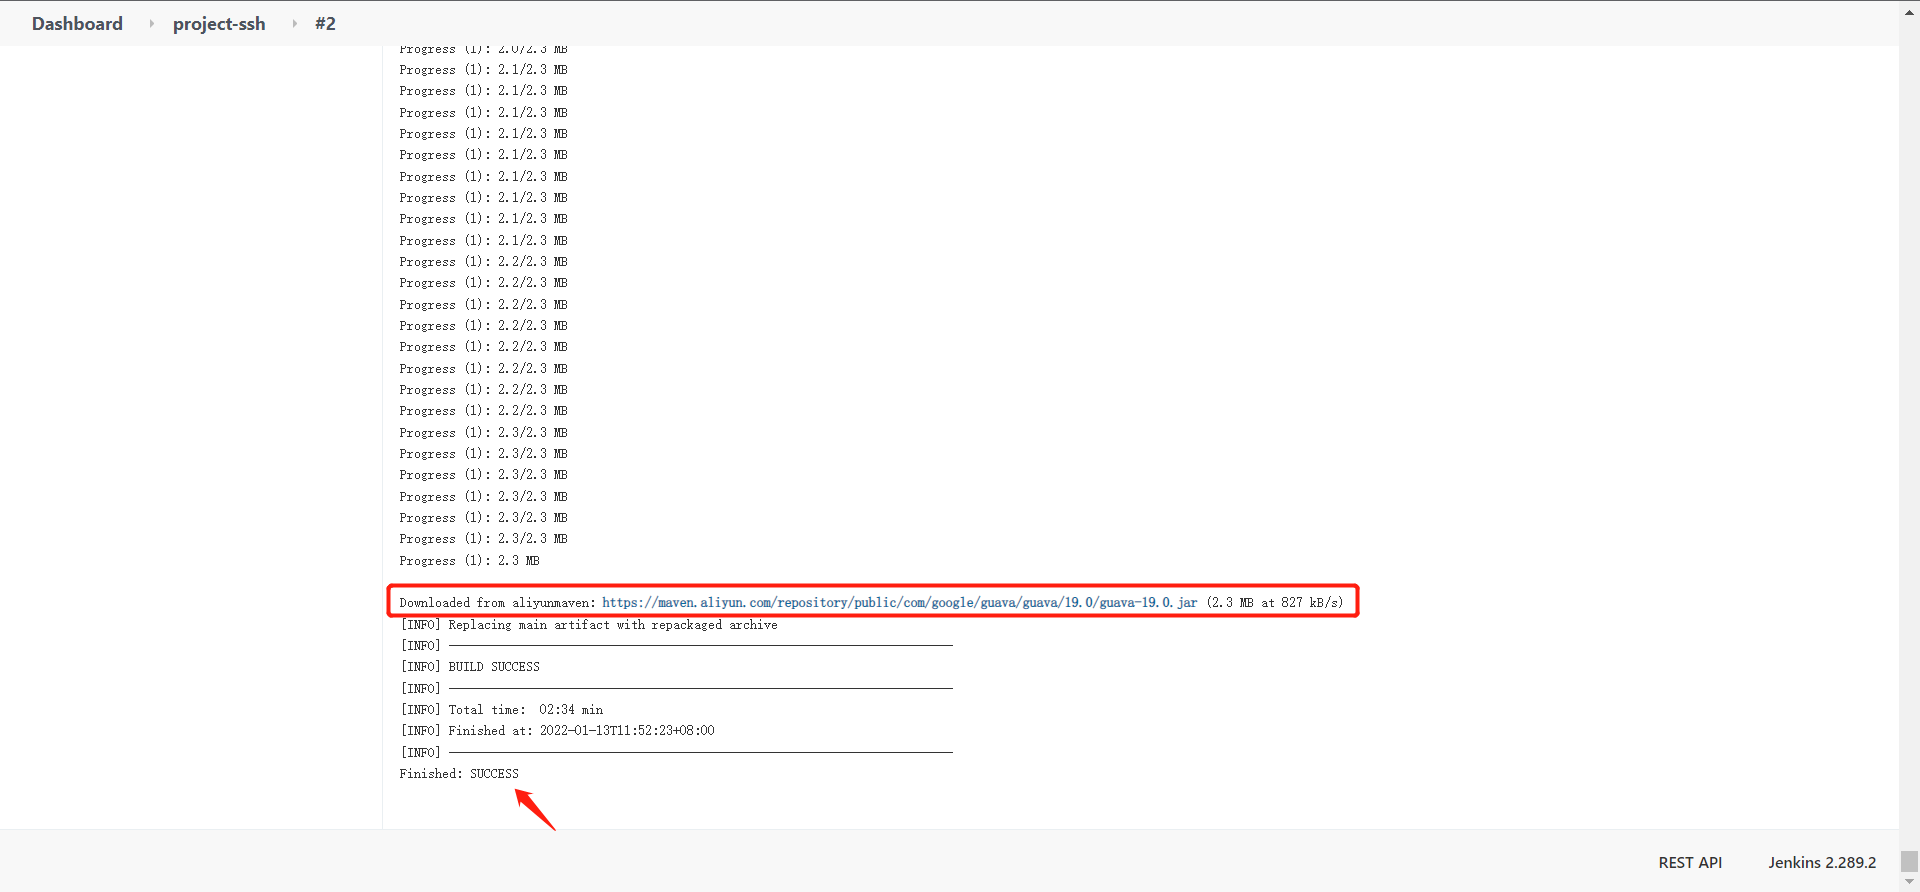 Dashboard › project-ssh › #2
Progress (1): 2.0/2.3 MB
Progress (1): 2.1/2.3 MB
Progress (1): 2.1/2.3 MB
Progress (1): 2.1/2.3 MB
Progress (1): 2.1/2.3 MB
Progress (1): 2.1/2.3 MB
Progress (1): 2.1/2.3 MB
Progress (1): 2.1/2.3 MB
Progress (1): 2.1/2.3 MB
Progress (1): 2.1/2.3 MB
Progress (1): 2.2/2.3 MB
Progress (1): 2.2/2.3 MB
Progress (1): 2.2/2.3 MB
Progress (1): 2.2/2.3 MB
Progress (1): 2.2/2.3 MB
Progress (1): 2.2/2.3 MB
Progress (1): 2.2/2.3 MB
Progress (1): 2.2/2.3 MB
Progress (1): 2.3/2.3 MB
Progress (1): 2.3/2.3 MB
Progress (1): 2.3/2.3 MB
Progress (1): 2.3/2.3 MB
Progress (1): 2.3/2.3 MB
Progress (1): 2.3/2.3 MB
Progress (1): 2.3 MB
Downloaded from aliyunmaven: https://maven.aliyun.com/repository/public/com/google/guava/guava/19.0/guava-19.0.jar (2.3 MB at 827 kB/s)
[INFO] Replacing main artifact with repackaged archive
[INFO] ------------------------------------------------------------------------
[INFO] BUILD SUCCESS
[INFO] ------------------------------------------------------------------------
[INFO] Total time:  02:34 min
[INFO] Finished at: 2022-01-13T11:52:23+08:00
[INFO] ------------------------------------------------------------------------
Finished: SUCCESS
REST API Jenkins 2.289.2